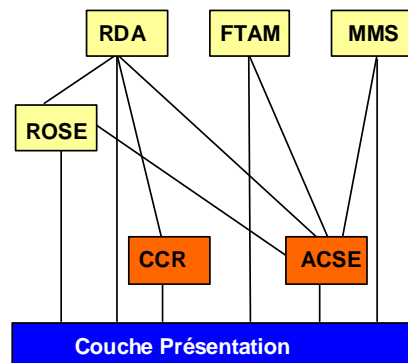 RDA FTAM MMS
ROSE
CCR ACSE
Couche Présentation